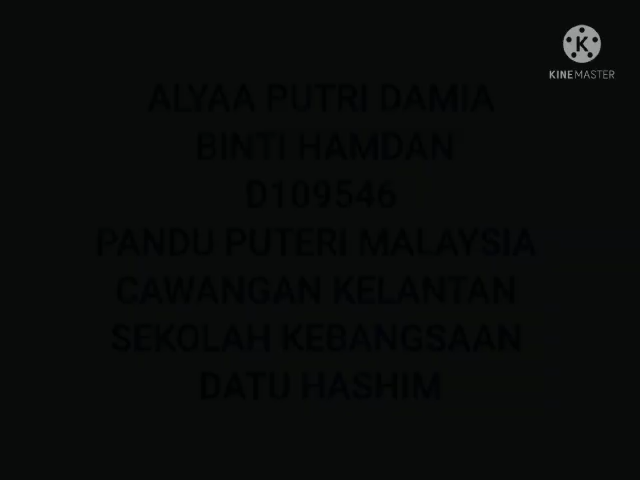 KINEMASTER
ALYAA PUTRI DAMIA
BINTI HAMDAN
D109546
PANDU PUTERI MALAYSIA
CAWANGAN KELANTAN
SEKOLAH KEBANGSAAN
DATU HASHIM